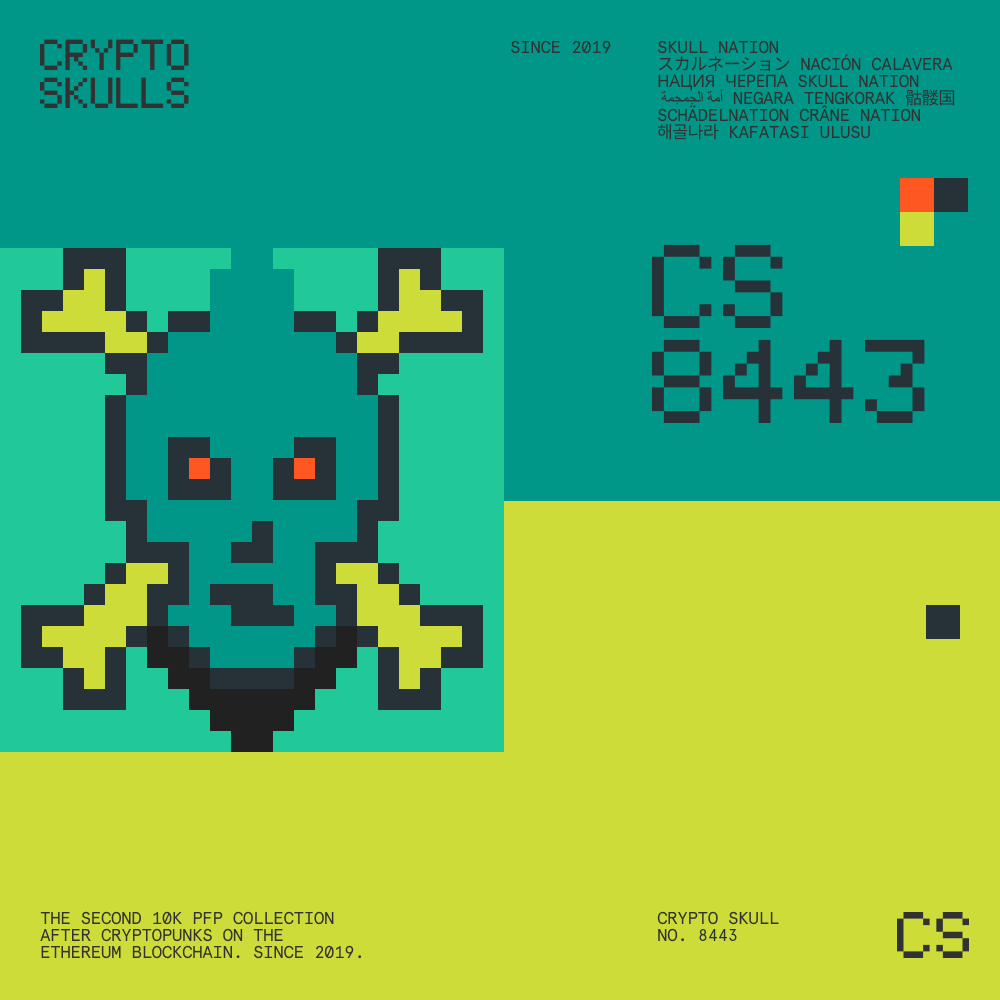 CRYPTO
SKULLS
SINCE 2019
SKULL NATION
スカルネーション NACIÓN CALAVERA
НАЦИЯ ЧЕРЕПА SKULL NATION
أمة الجمجمة NEGARA TENGKORAK 骷髅国
SCHÄDELNATION CRÂNE NATION
해골나라 KAFATASI ULUSU
CS
8443
THE SECOND 10K PFP COLLECTION
AFTER CRYPTOPUNKS ON THE
ETHEREUM BLOCKCHAIN. SINCE 2019.
CRYPTO SKULL
NO. 8443
CS